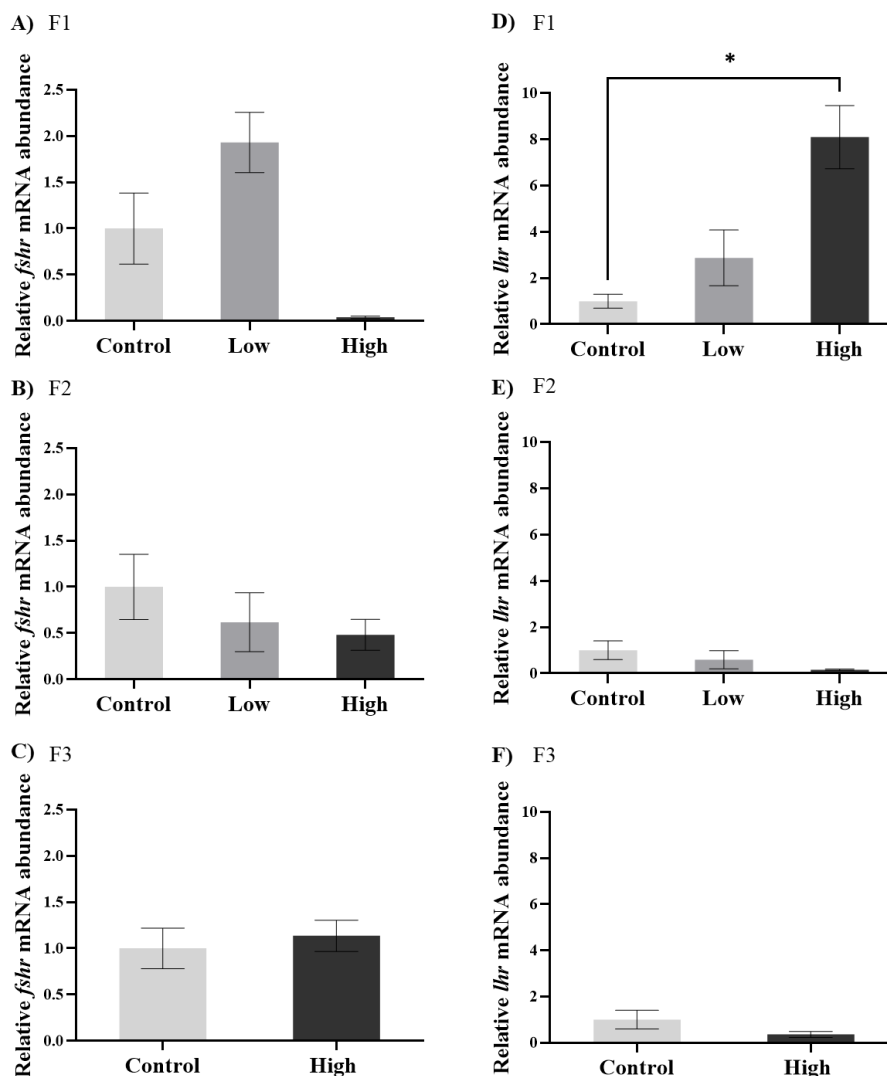 A) F1
Relative fshr mRNA abundance
2.5
2.0
1.5
1.0
0.5
0.0
Control Low High
D) F1
*
Relative lhr mRNA abundance
10
8
6
4
2
0
Control Low High
B) F2
Relative fshr mRNA abundance
2.5
2.0
1.5
1.0
0.5
0.0
Control Low High
E) F2
Relative lhr mRNA abundance
10
8
6
4
2
0
Control Low High
C) F3
Relative fshr mRNA abundance
2.5
2.0
1.5
1.0
0.5
0.0
Control High
F) F3
Relative lhr mRNA abundance
10
8
6
4
2
0
Control High